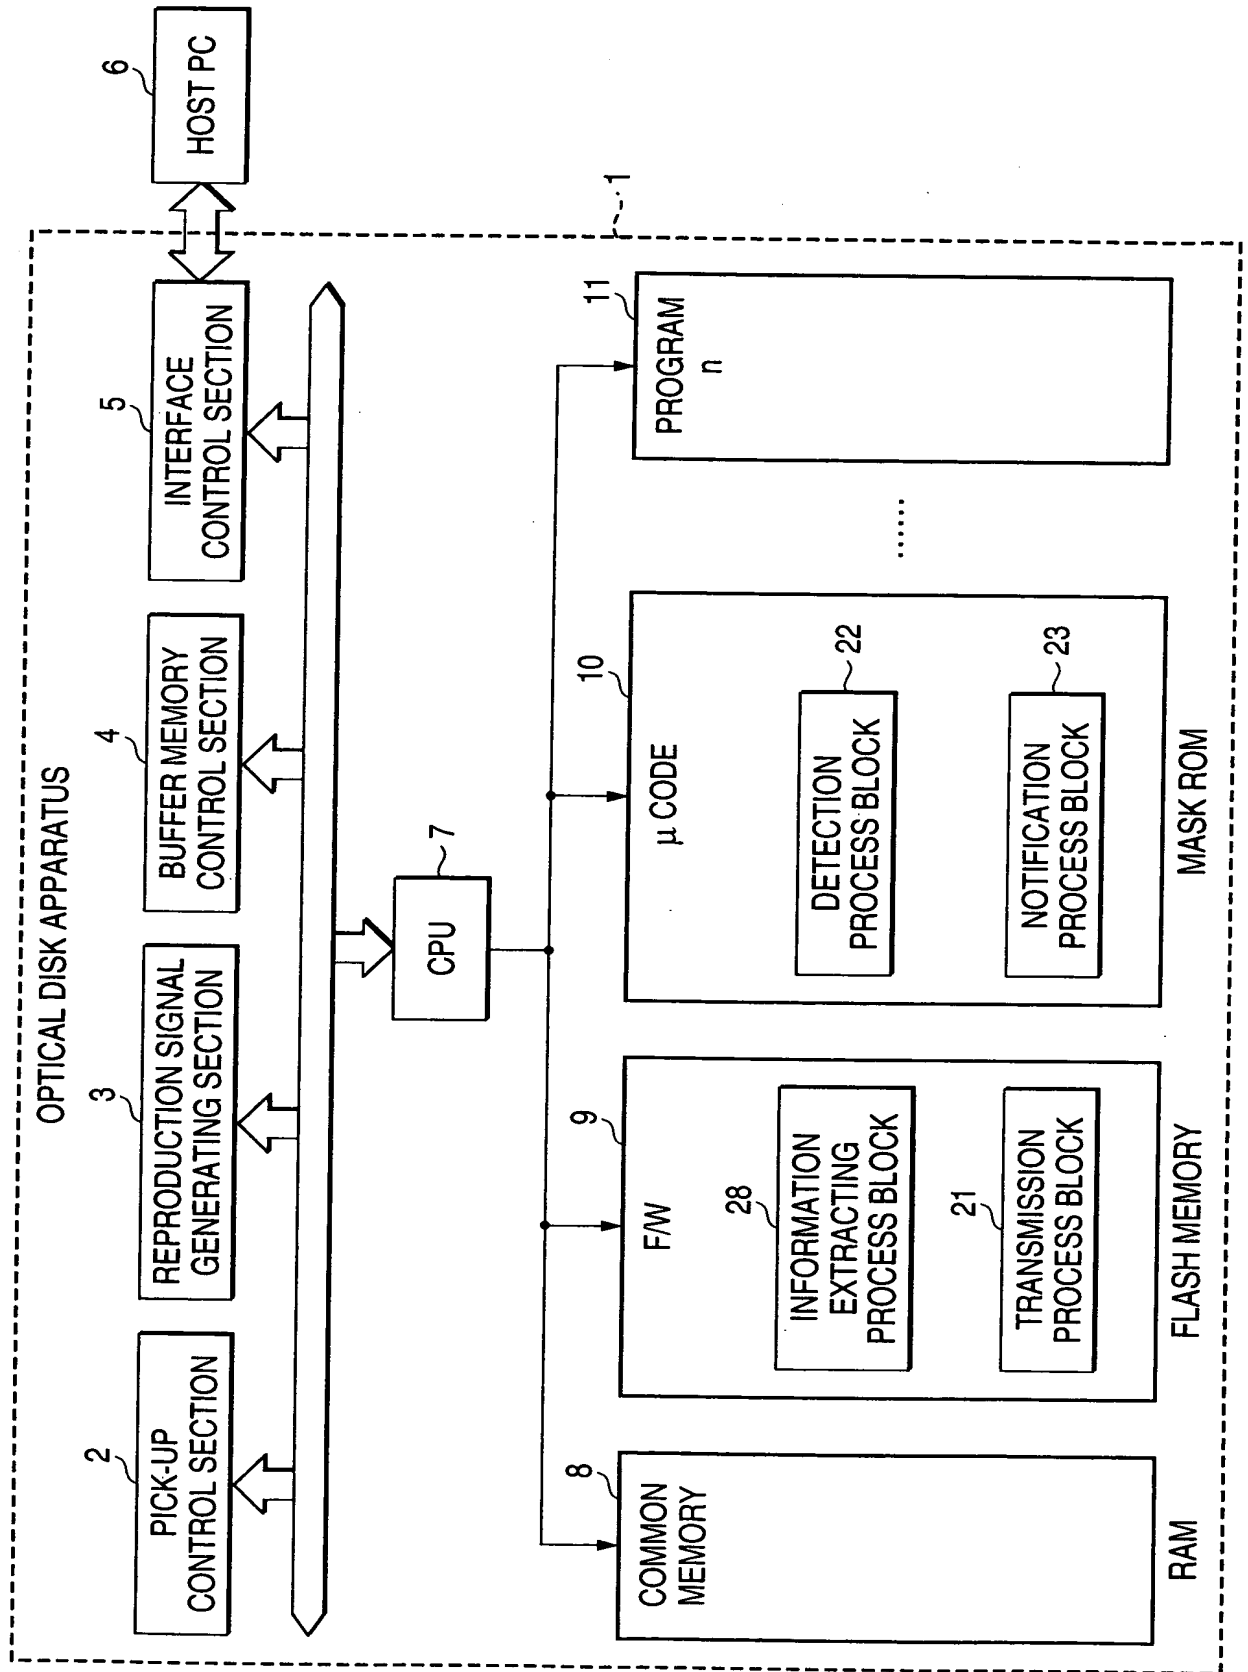 OPTICAL DISK APPARATUS
2
PICK-UP
CONTROL SECTION
3
REPRODUCTION SIGNAL
GENERATING SECTION
4
BUFFER MEMORY
CONTROL SECTION
5
INTERFACE
CONTROL SECTION
6
HOST PC
7
CPU
1
8
COMMON
MEMORY
RAM
9
F/W
28
INFORMATION
EXTRACTING
PROCESS BLOCK
21
TRANSMISSION
PROCESS BLOCK
FLASH MEMORY
10
μ CODE
22
DETECTION
PROCESS BLOCK
23
NOTIFICATION
PROCESS BLOCK
MASK ROM
......
11
PROGRAM
n